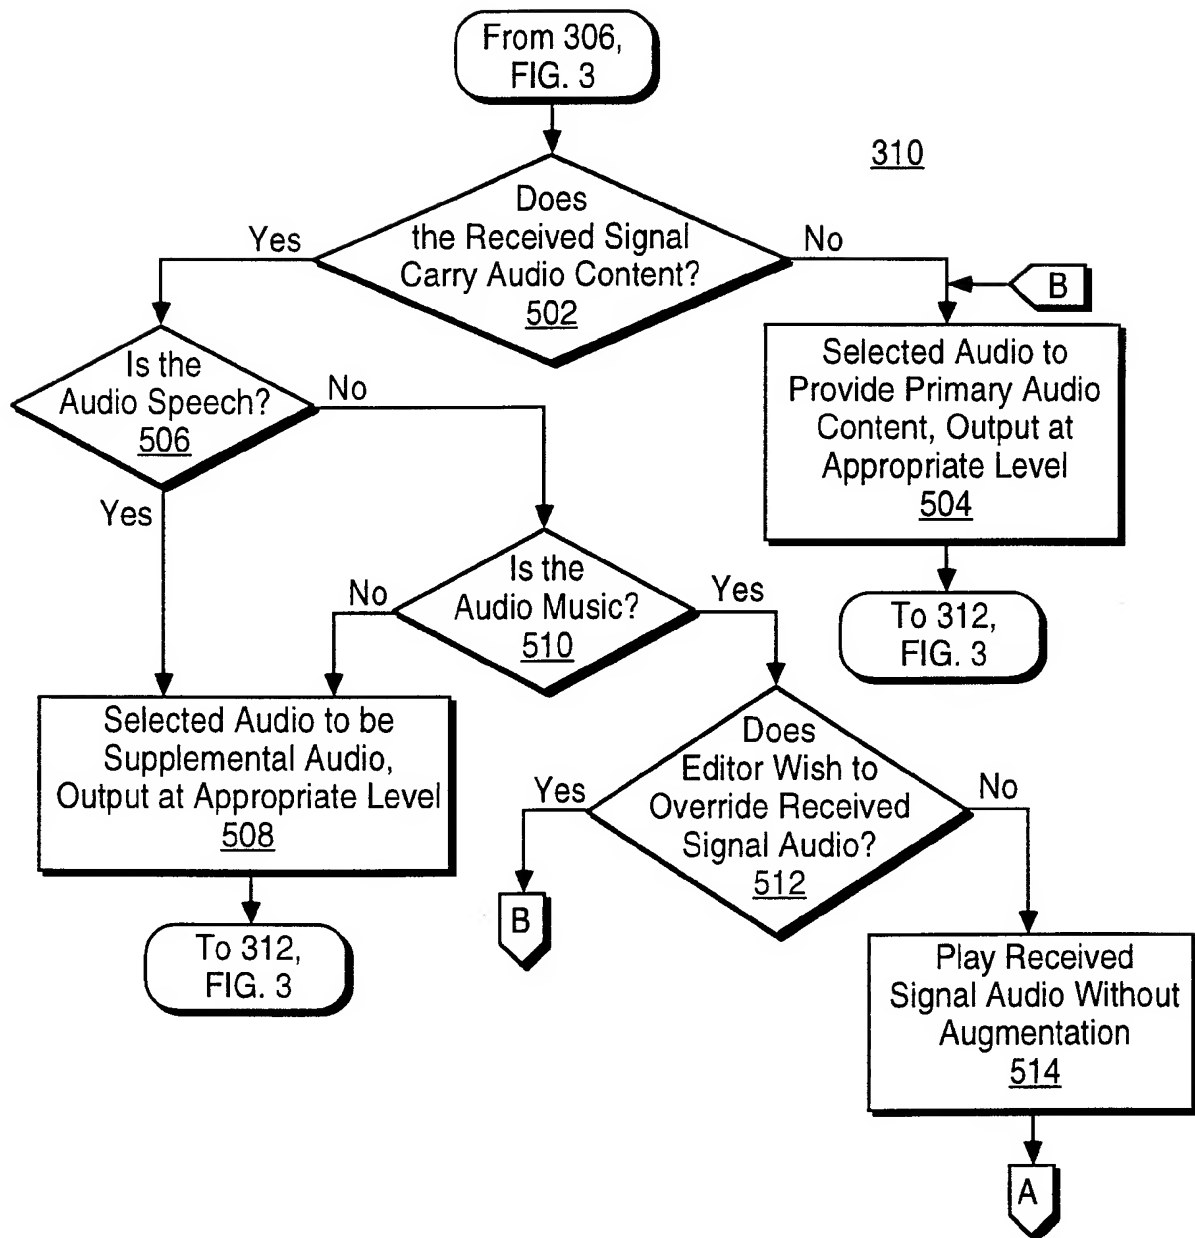 From 306,
FIG. 3
310
Does
the Received Signal
Carry Audio Content?
502
Yes
No
B
Is the
Audio Speech?
506
No
Yes
Selected Audio to
Provide Primary Audio
Content, Output at
Appropriate Level
504
To 312,
FIG. 3
Is the
Audio Music?
510
No
Yes
Selected Audio to be
Supplemental Audio,
Output at Appropriate Level
508
To 312,
FIG. 3
Does
Editor Wish to
Override Received
Signal Audio?
512
Yes
No
B
Play Received
Signal Audio Without
Augmentation
514
A